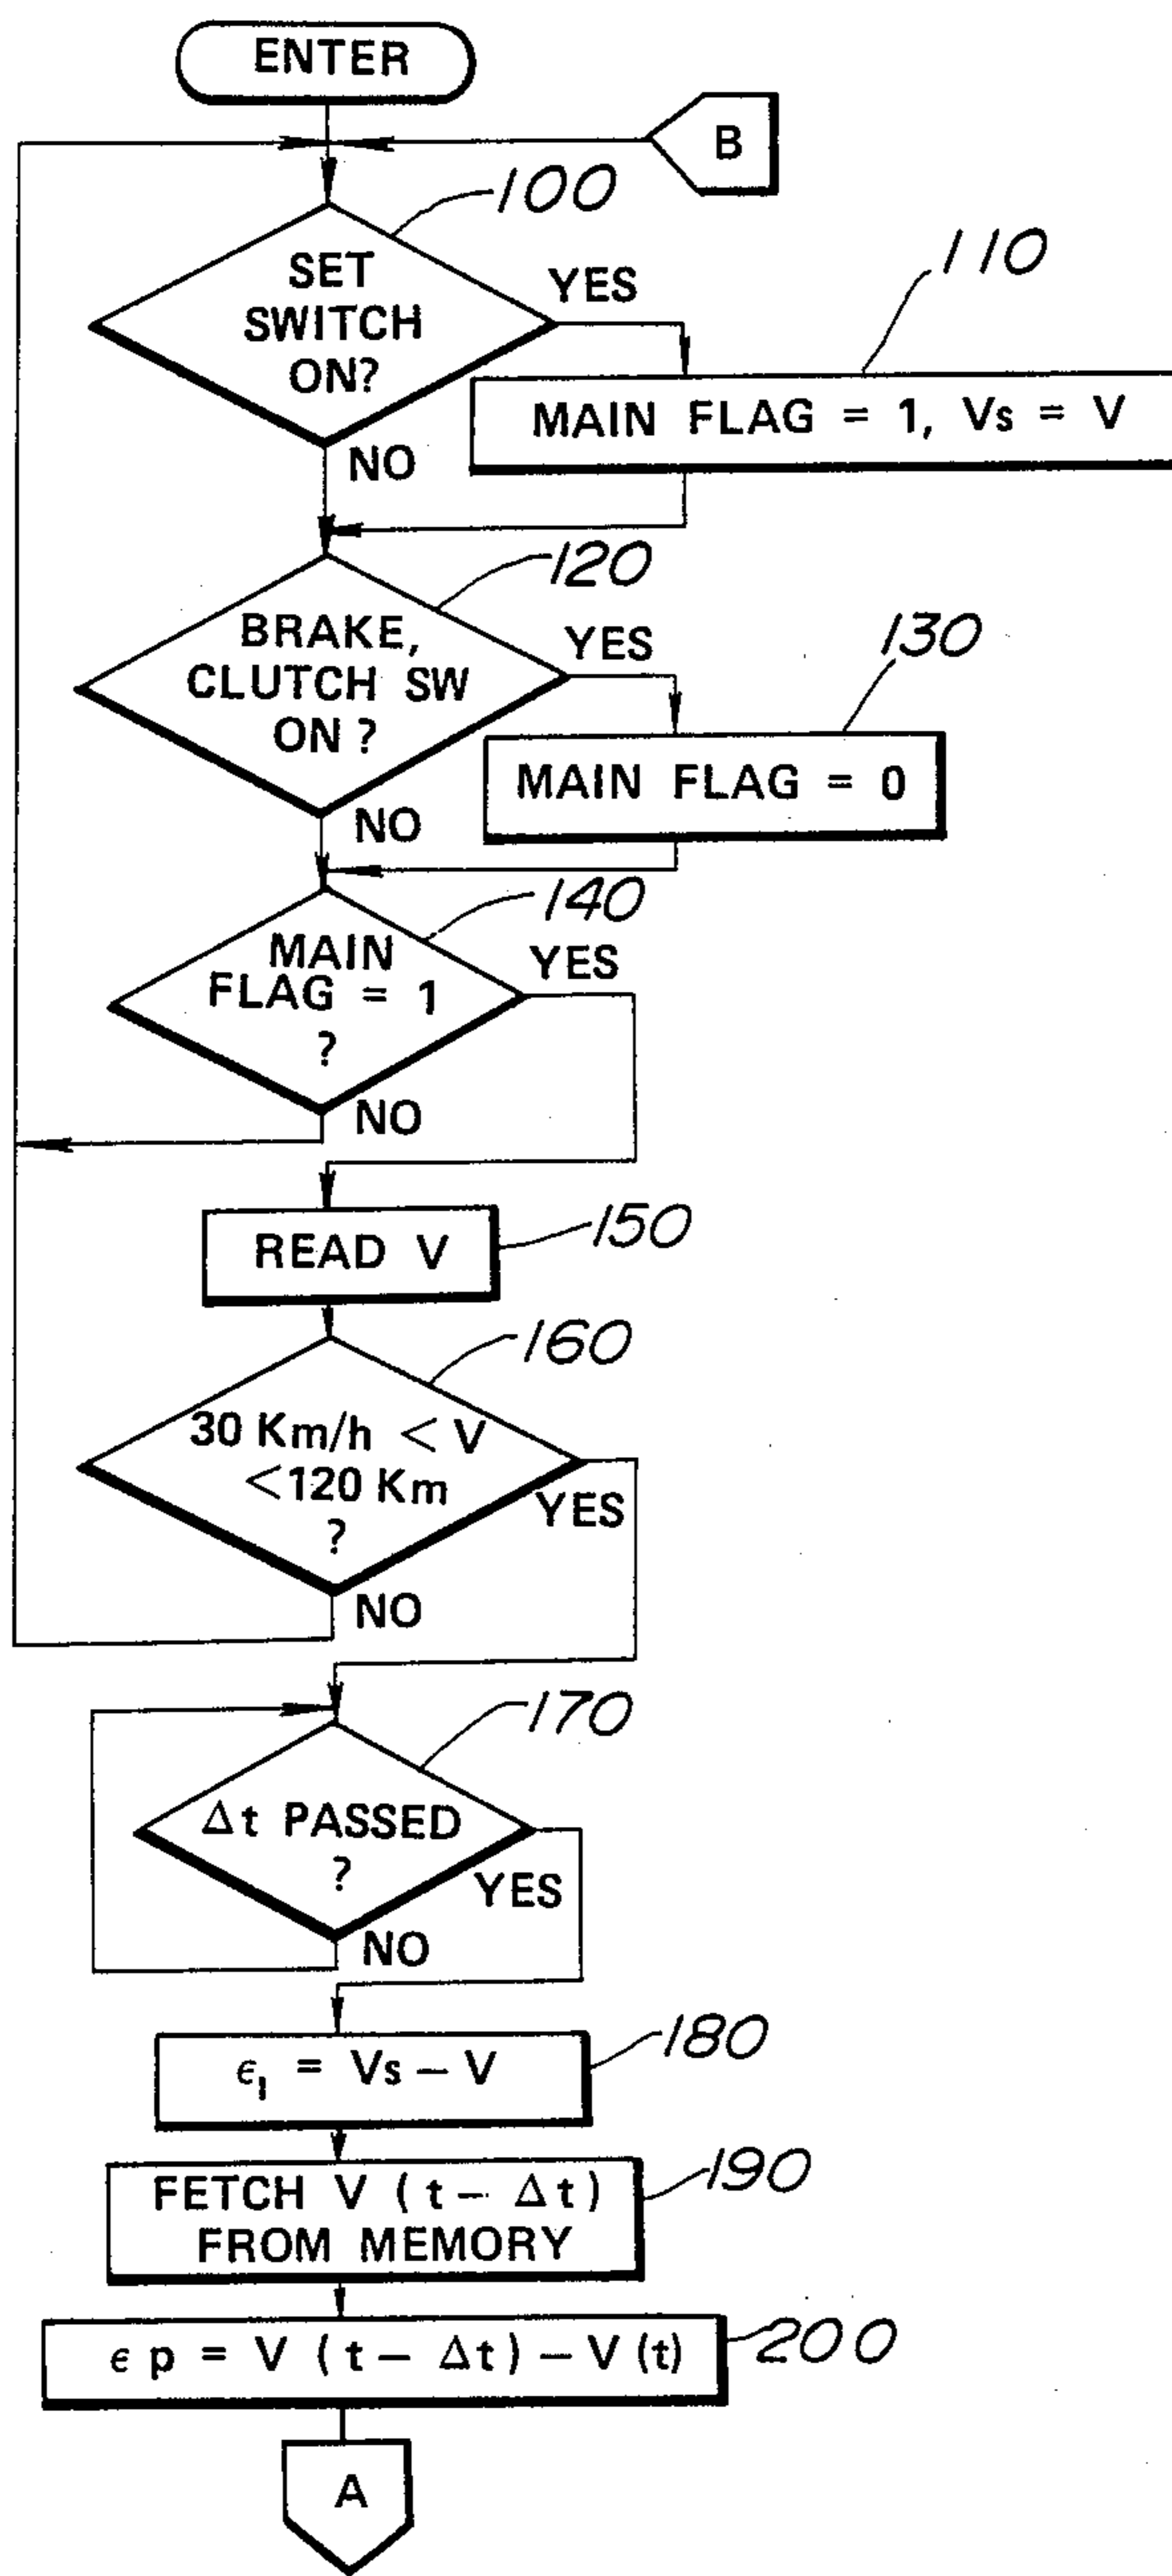 ENTER
B
100
SET
SWITCH
ON?
YES
NO
110
MAIN FLAG = 1, Vs = V
120
BRAKE,
CLUTCH SW
ON ?
YES
NO
130
MAIN FLAG = 0
140
MAIN
FLAG = 1
?
YES
NO
150
READ V
160
30 Km/h < V
<120 Km
?
YES
NO
170
Δt PASSED
?
YES
NO
180
ϵ₁ = Vs – V
190
FETCH V ( t – Δt )
FROM MEMORY
200
ϵ p = V ( t – Δt ) – V (t)
A